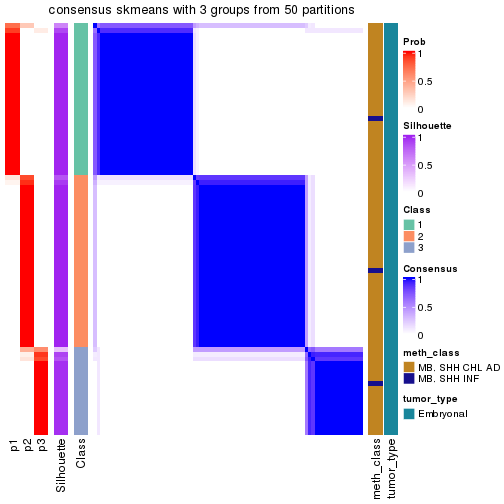 consensus skmeans with 3 groups from 50 partitions
Prob
1
0.5
0
Silhouette
1
0.5
0
Class
1
2
3
Consensus
1
0.5
0
meth_class
MB. SHH CHL AD
MB. SHH INF
tumor_type
Embryonal
p1
p2
p3
Silhouette
Class
meth_class
tumor_type